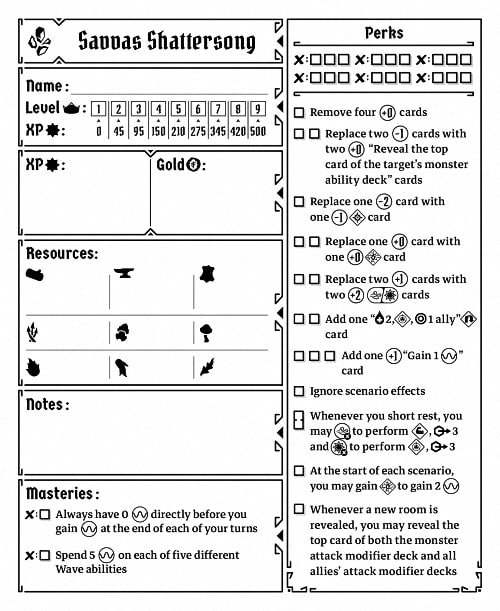 Savvas Shattersong
Name:
Level:
1 2 3 4 5 6 7 8 9
XP:
0 45 95 150 210 275 345 420 500
XP: Gold:
Resources:
Notes:
Masteries:
Always have 0 directly before you
gain at the end of each of your turns
Spend 5 on each of five different
Wave abilities
Perks
Remove four +0 cards
Replace two -1 cards with
two +0 “Reveal the top
card of the target’s monster
ability deck” cards
Replace one -2 card with
one -1 card
Replace one +0 card with
one +0 card
Replace two +1 cards with
two +2 cards
Add one “2, , 1 ally”
card
Add one +1 “Gain 1 ”
card
Ignore scenario effects
Whenever you short rest, you
may to perform , 3
and to perform , 3
At the start of each scenario,
you may gain to gain 2
Whenever a new room is
revealed, you may reveal the
top card of both the monster
attack modifier deck and all
allies’ attack modifier decks